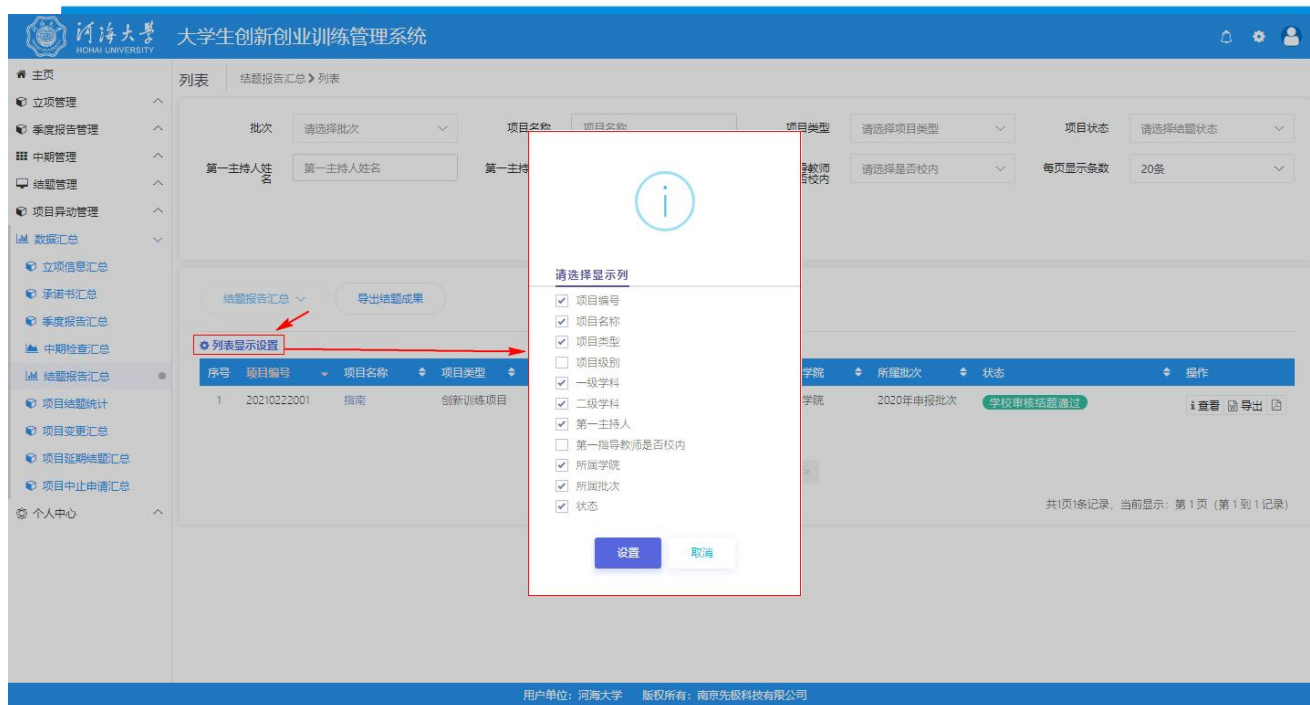 河海大学
HOHAI UNIVERSITY
大学生创新创业训练管理系统
主页
立项管理
季度报告管理
中期管理
结题管理
项目异动管理
数据汇总
立项信息汇总
承诺书汇总
季度报告汇总
中期检查汇总
结题报告汇总
项目结题统计
项目变更汇总
项目延期结题汇总
项目中止申请汇总
个人中心
列表 结题报告汇总 > 列表
批次 请选择批次 项目名称 项目名称 项目类型 请选择项目类型 项目状态 请选择结题状态
第一主持人姓名 第一主持人姓名 第一主持 导教师 否校内 请选择是否校内 每页显示条数 20条
结题报告汇总 导出结题成果
列表显示设置
序号 项目编号 项目名称 项目类型 学院 所属批次 状态 操作
1 20210222001 指南 创新训练项目 学院 2020年申报批次 学校审核结题通过 查看 导出
>
共1页1条记录，当前显示：第1页（第1到1记录）
请选择显示列
项目编号
项目名称
项目类型
项目级别
一级学科
二级学科
第一主持人
第一指导教师是否校内
所属学院
所属批次
状态
设置 取消
用户单位：河海大学 版权所有：南京先极科技有限公司